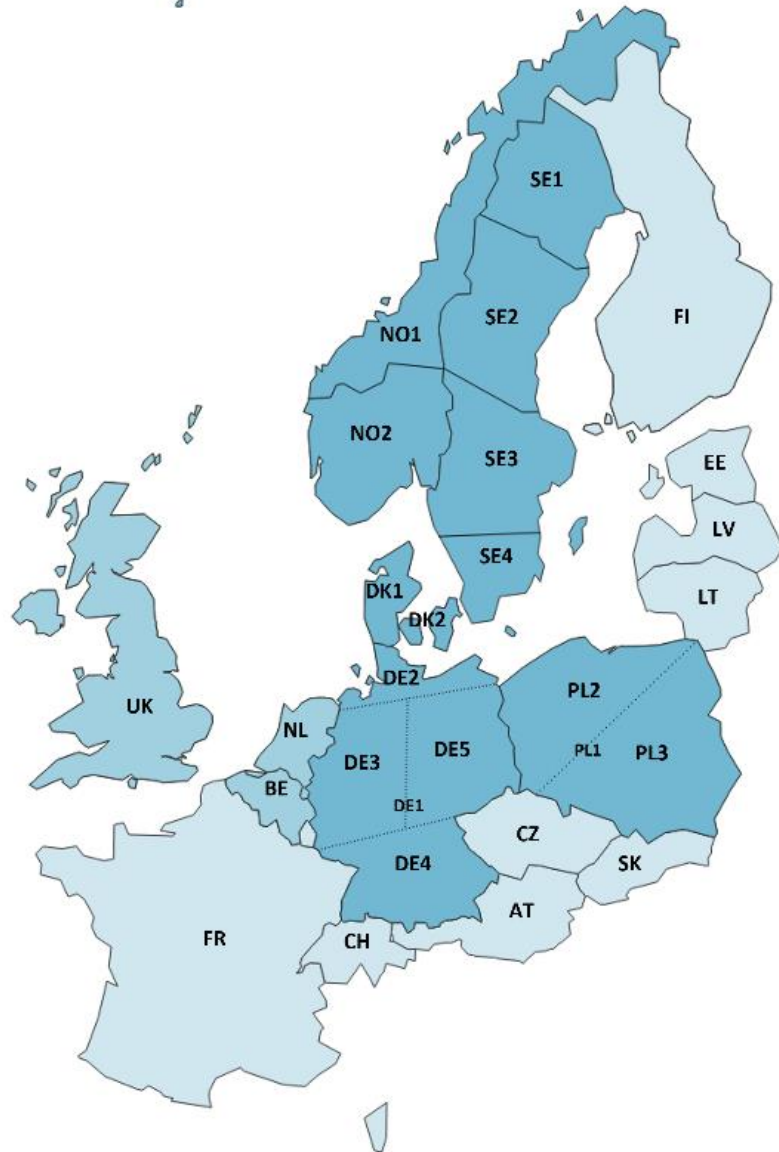 SE1
SE2
FI
NO1
NO2
SE3
EE
LV
SE4
DK1
LT
DK2
DE2
PL2
UK
NL
PL1
PL3
DE3
DE5
BE
DE1
CZ
DE4
SK
AT
FR
CH